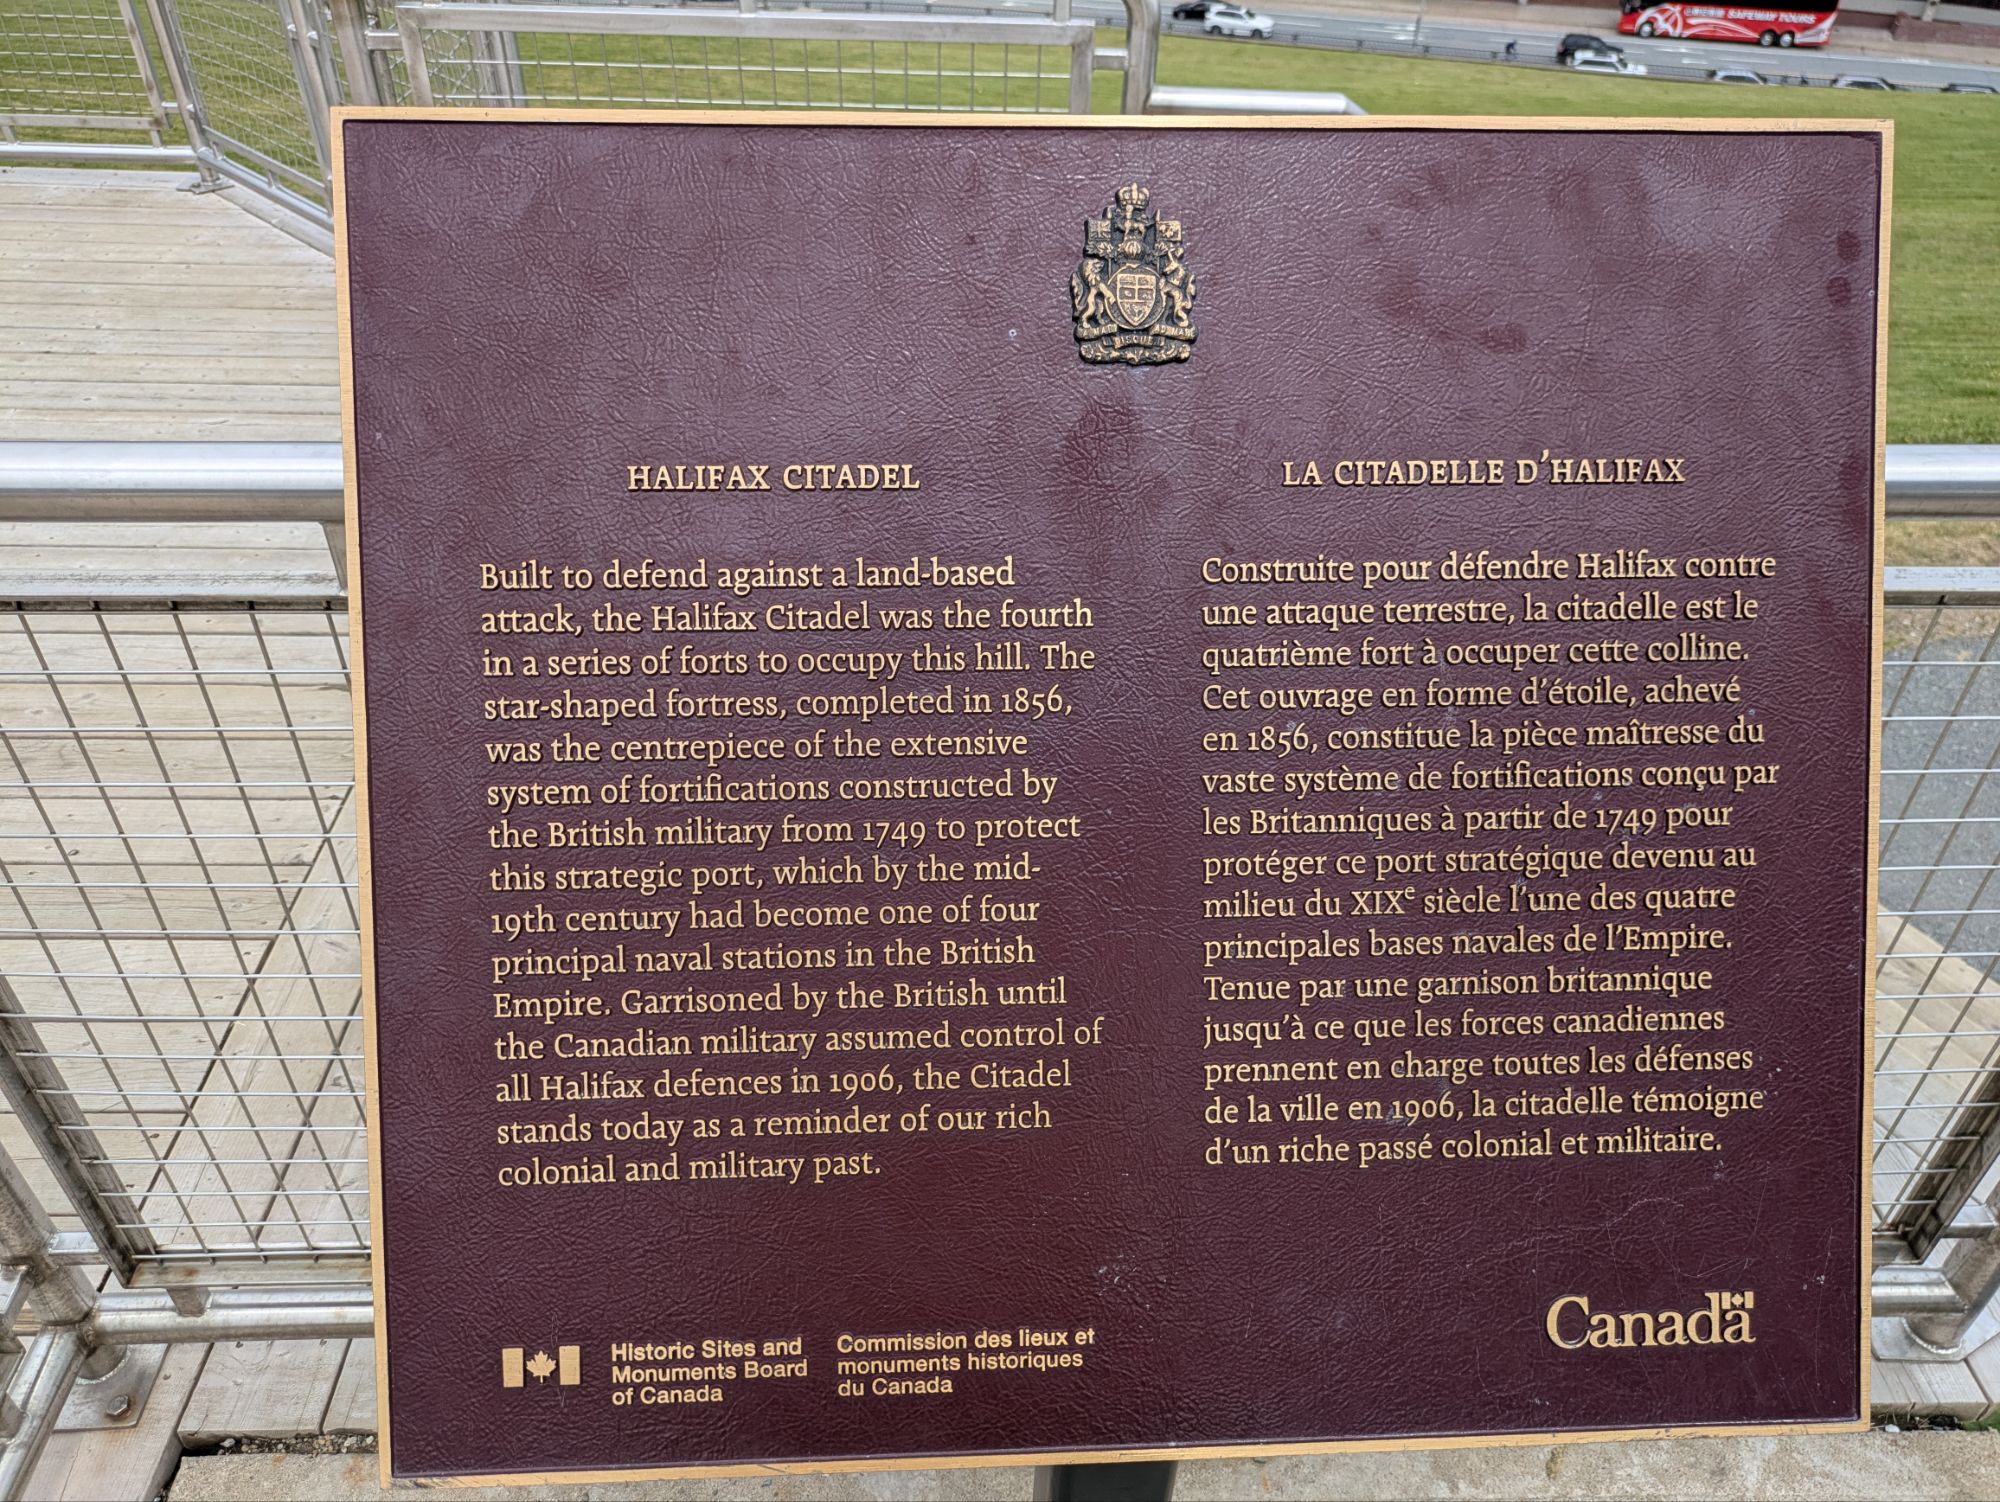 HALIFAX CITADEL
Built to defend against a land-based
attack, the Halifax Citadel was the fourth
in a series of forts to occupy this hill. The
star-shaped fortress, completed in 1856,
was the centrepiece of the extensive
system of fortifications constructed by
the British military from 1749 to protect
this strategic port, which by the mid-
19th century had become one of four
principal naval stations in the British
Empire. Garrisoned by the British until
the Canadian military assumed control of
all Halifax defences in 1906, the Citadel
stands today as a reminder of our rich
colonial and military past.
LA CITADELLE D'HALIFAX
Construite pour défendre Halifax contre
une attaque terrestre, la citadelle est le
quatrième fort à occuper cette colline.
Cet ouvrage en forme d'étoile, achevé
en 1856, constitue la pièce maîtresse du
vaste système de fortifications conçu par
les Britanniques à partir de 1749 pour
protéger ce port stratégique devenu au
milieu du XIXe siècle l'une des quatre
principales bases navales de l'Empire.
Tenue par une garnison britannique
jusqu'à ce que les forces canadiennes
prennent en charge toutes les défenses
de la ville en 1906, la citadelle témoigne
d'un riche passé colonial et militaire.
Historic Sites and
Monuments Board
of Canada
Commission des lieux et
monuments historiques
du Canada
Canada
TOURS